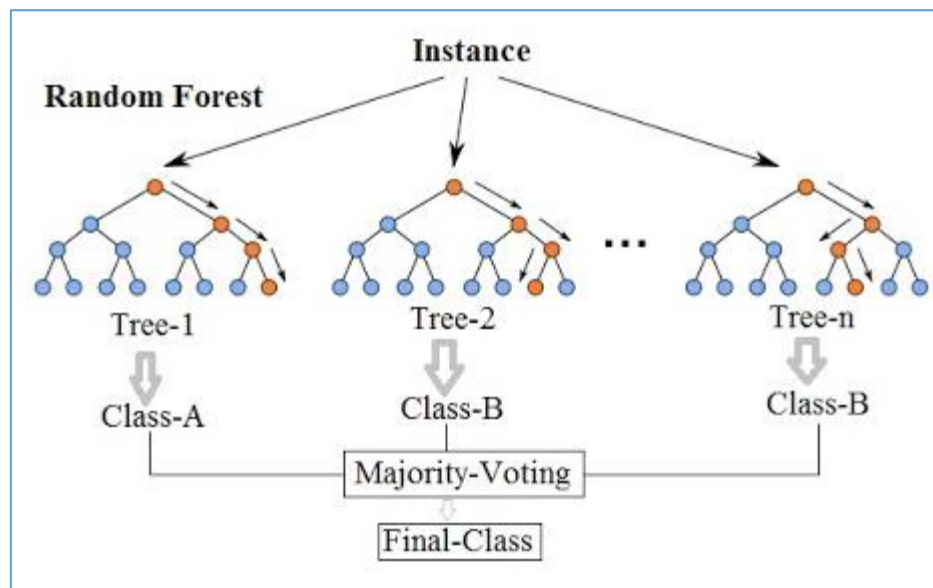 Instance
Random Forest
...
Tree-1
Tree-2
Tree-n
Class-A
Class-B
Class-B
Majority-Voting
Final-Class